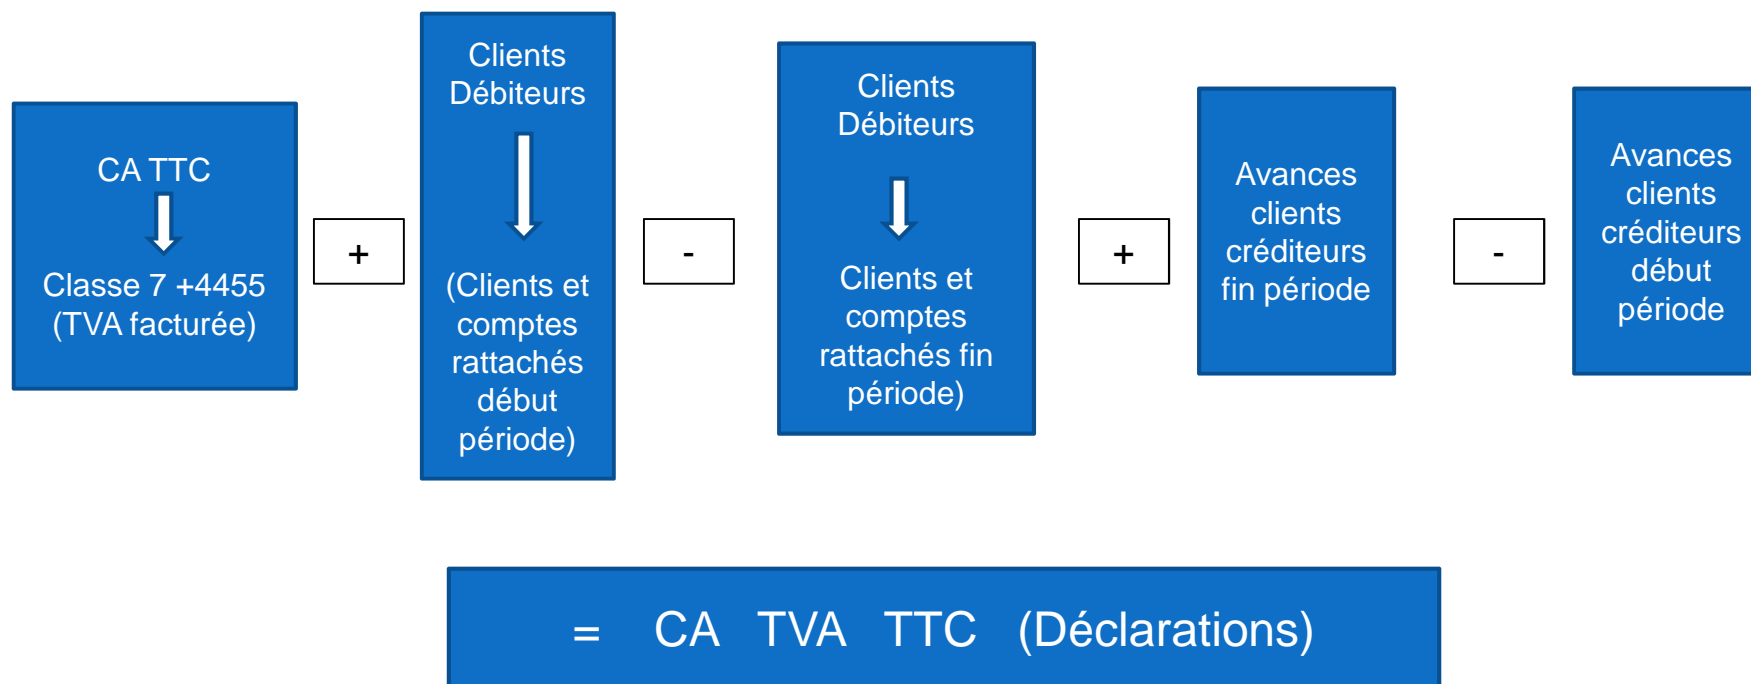 CA TTC
Classe 7 +4455
(TVA facturée)
+
Clients
Débiteurs
(Clients et
comptes
rattachés
début
période)
-
Clients
Débiteurs
Clients et
comptes
rattachés fin
période)
+
Avances
clients
créditeurs
fin période
-
Avances
clients
créditeurs
début
période
= CA TVA TTC (Déclarations)